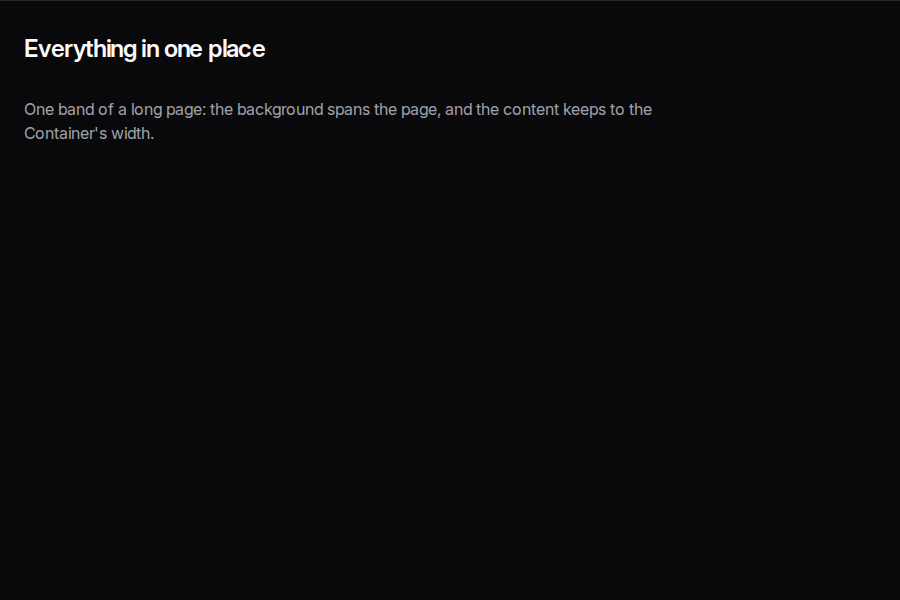 Everything in one place
One band of a long page: the background spans the page, and the content keeps to the
Container's width.